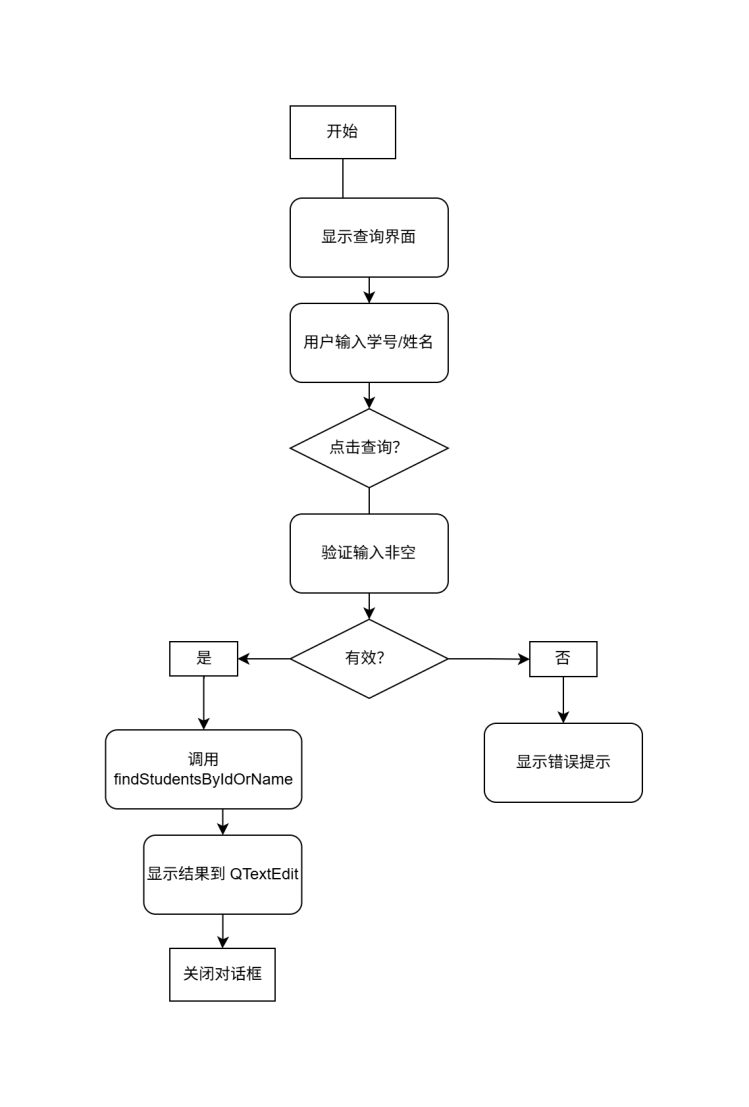 开始
显示查询界面
用户输入学号/姓名
点击查询？
验证输入非空
有效？
是
否
调用
findStudentsByIdOrName
显示错误提示
显示结果到 QTextEdit
关闭对话框